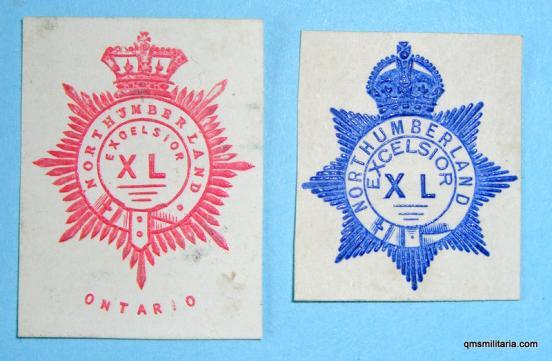 NORTHUMBERLAND
EXCELSIOR
XL
ONTARIO
NORTHUMBERLAND
EXCELSIOR
XL
qmsmilitaria.com